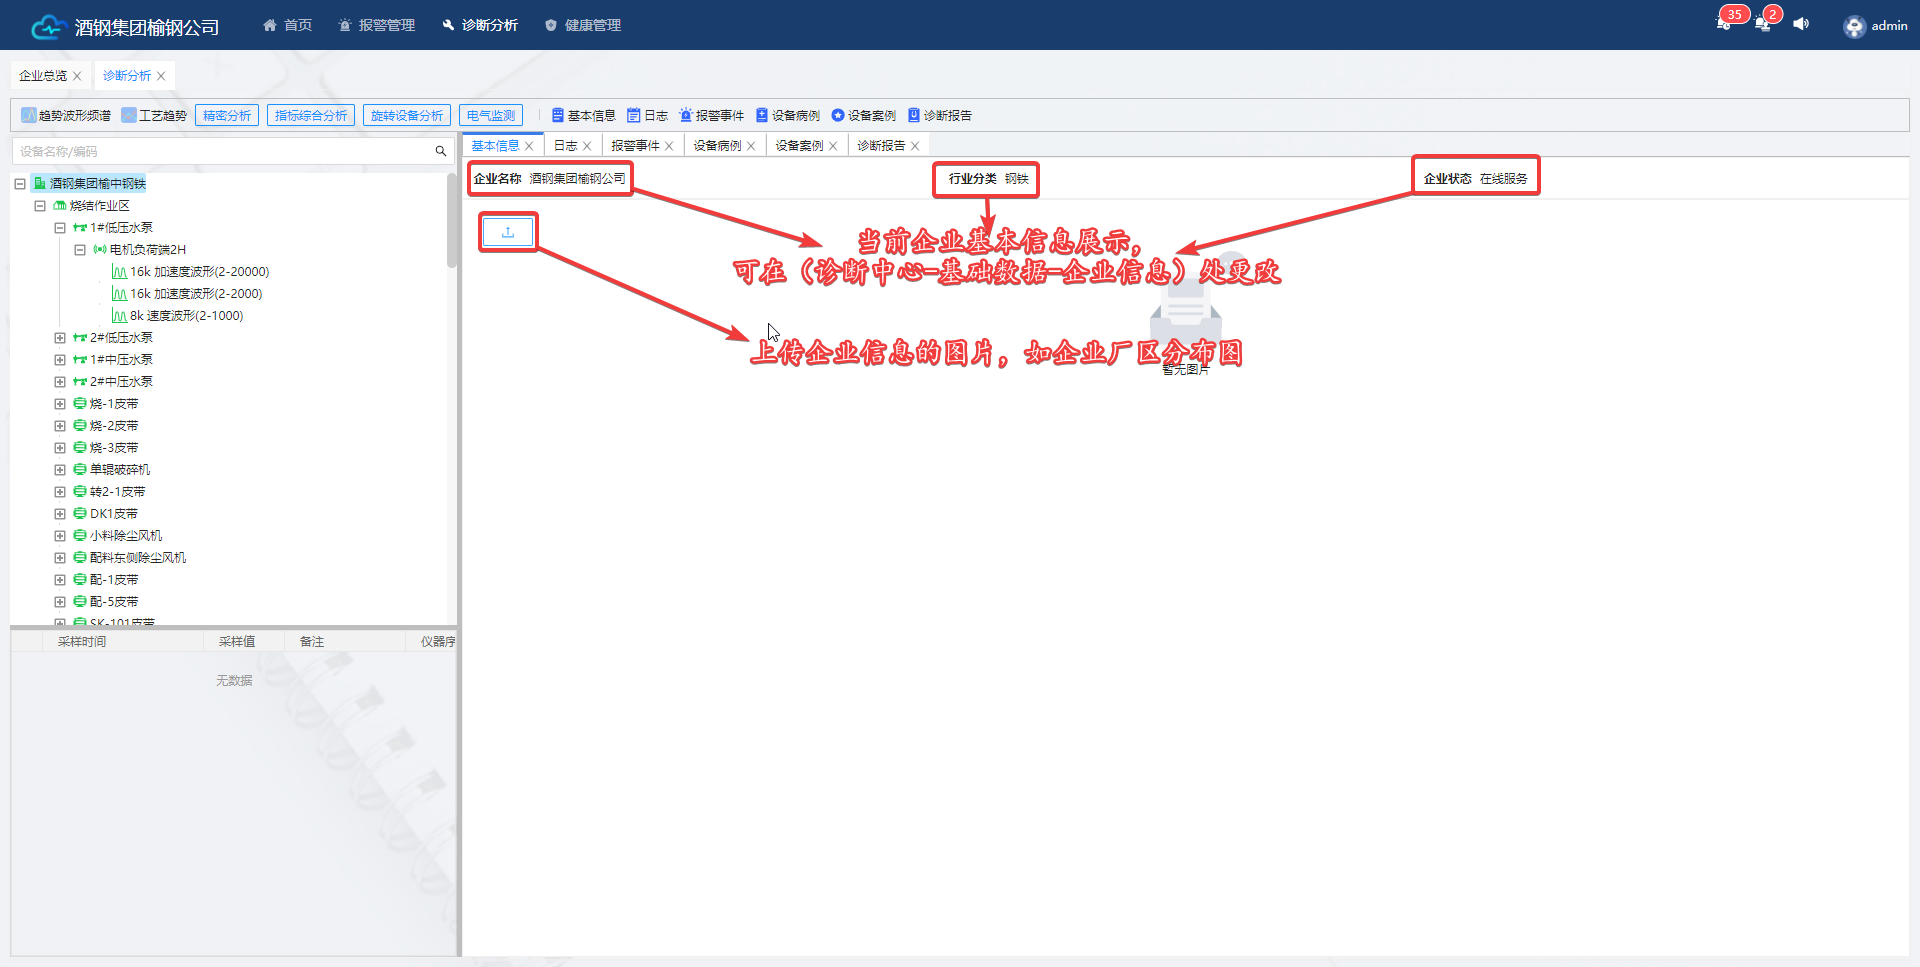 酒钢集团榆钢公司 首页 报警管理 诊断分析 健康管理 35 2 admin
企业总览 诊断分析
趋势波形频谱 工艺趋势 精密分析 指标综合分析 旋转设备分析 电气监测 基本信息 日志 报警事件 设备病例 设备案例 诊断报告
设备名称/编码
基本信息 日志 报警事件 设备病例 设备案例 诊断报告
企业名称 酒钢集团榆钢公司 行业分类 钢铁 企业状态 在线服务
当前企业基本信息展示,
可在（诊断中心-基础数据-企业信息）处更改
上传企业信息的图片，如企业厂区分布图
暂无图片
酒钢集团榆中钢铁
烧结作业区
1#低压水泵
电机负荷端2H
16k 加速度波形(2-20000)
16k 加速度波形(2-2000)
8k 速度波形(2-1000)
2#低压水泵
1#中压水泵
2#中压水泵
烧-1皮带
烧-2皮带
烧-3皮带
单辊破碎机
转2-1皮带
DK1皮带
小料除尘风机
配料东侧除尘风机
配-1皮带
配-5皮带
SK-101皮带
采样时间 采样值 备注 仪器序
无数据